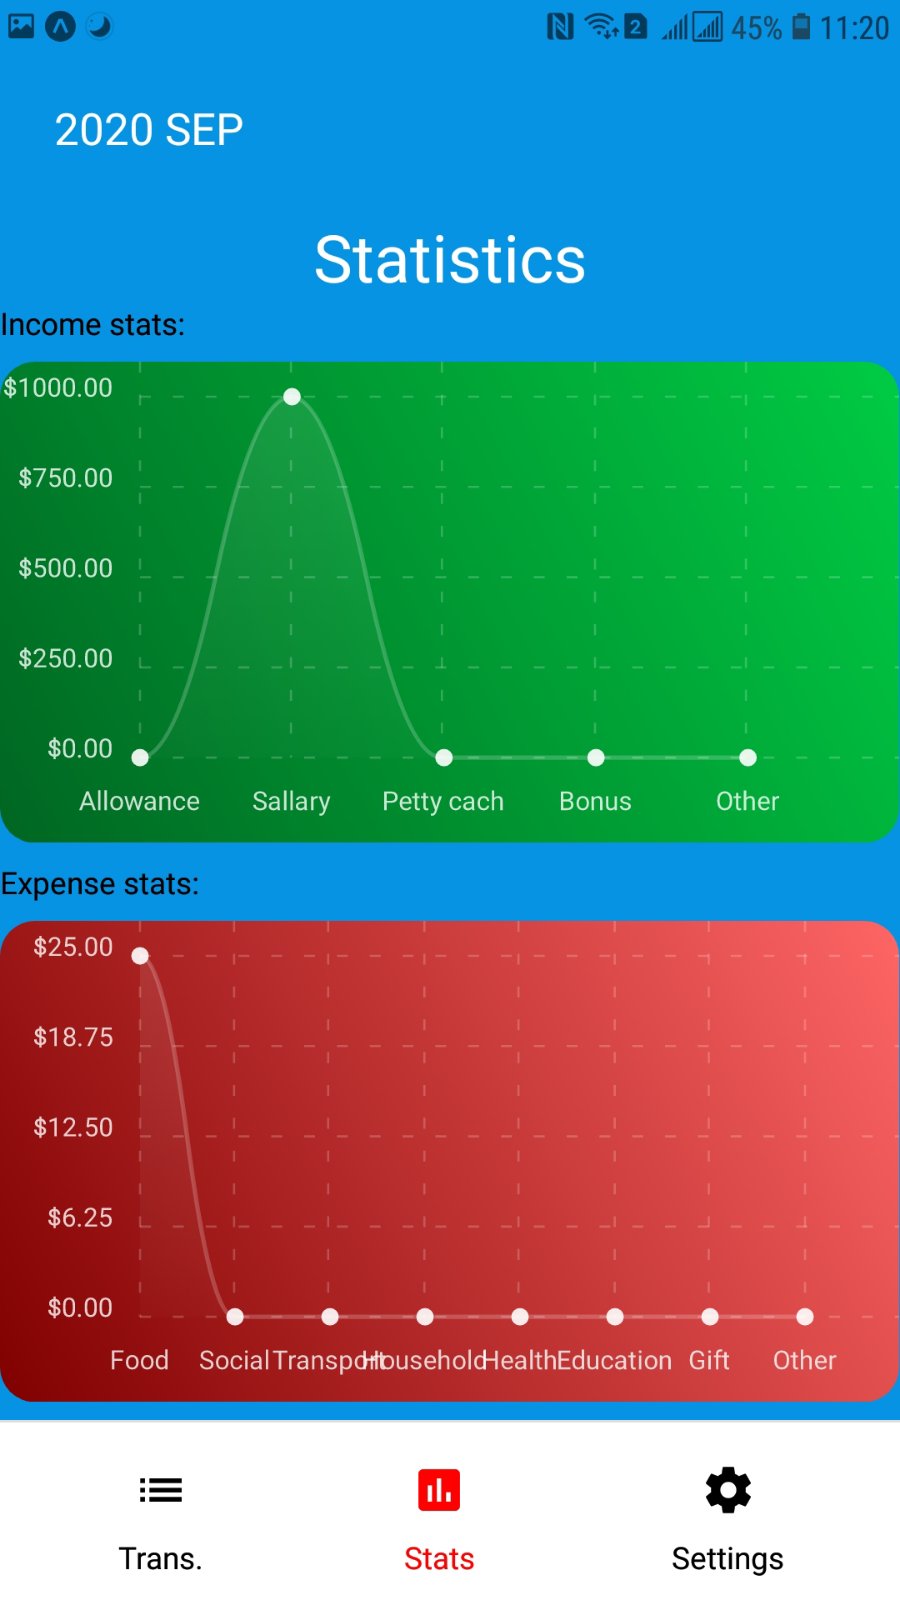 2 45% 11:20
2020 SEP
Statistics
Income stats:
$1000.00
$750.00
$500.00
$250.00
$0.00
Allowance Sallary Petty cach Bonus Other
Expense stats:
$25.00
$18.75
$12.50
$6.25
$0.00
Food Social Transport Household Health Education Gift Other
Trans. Stats Settings